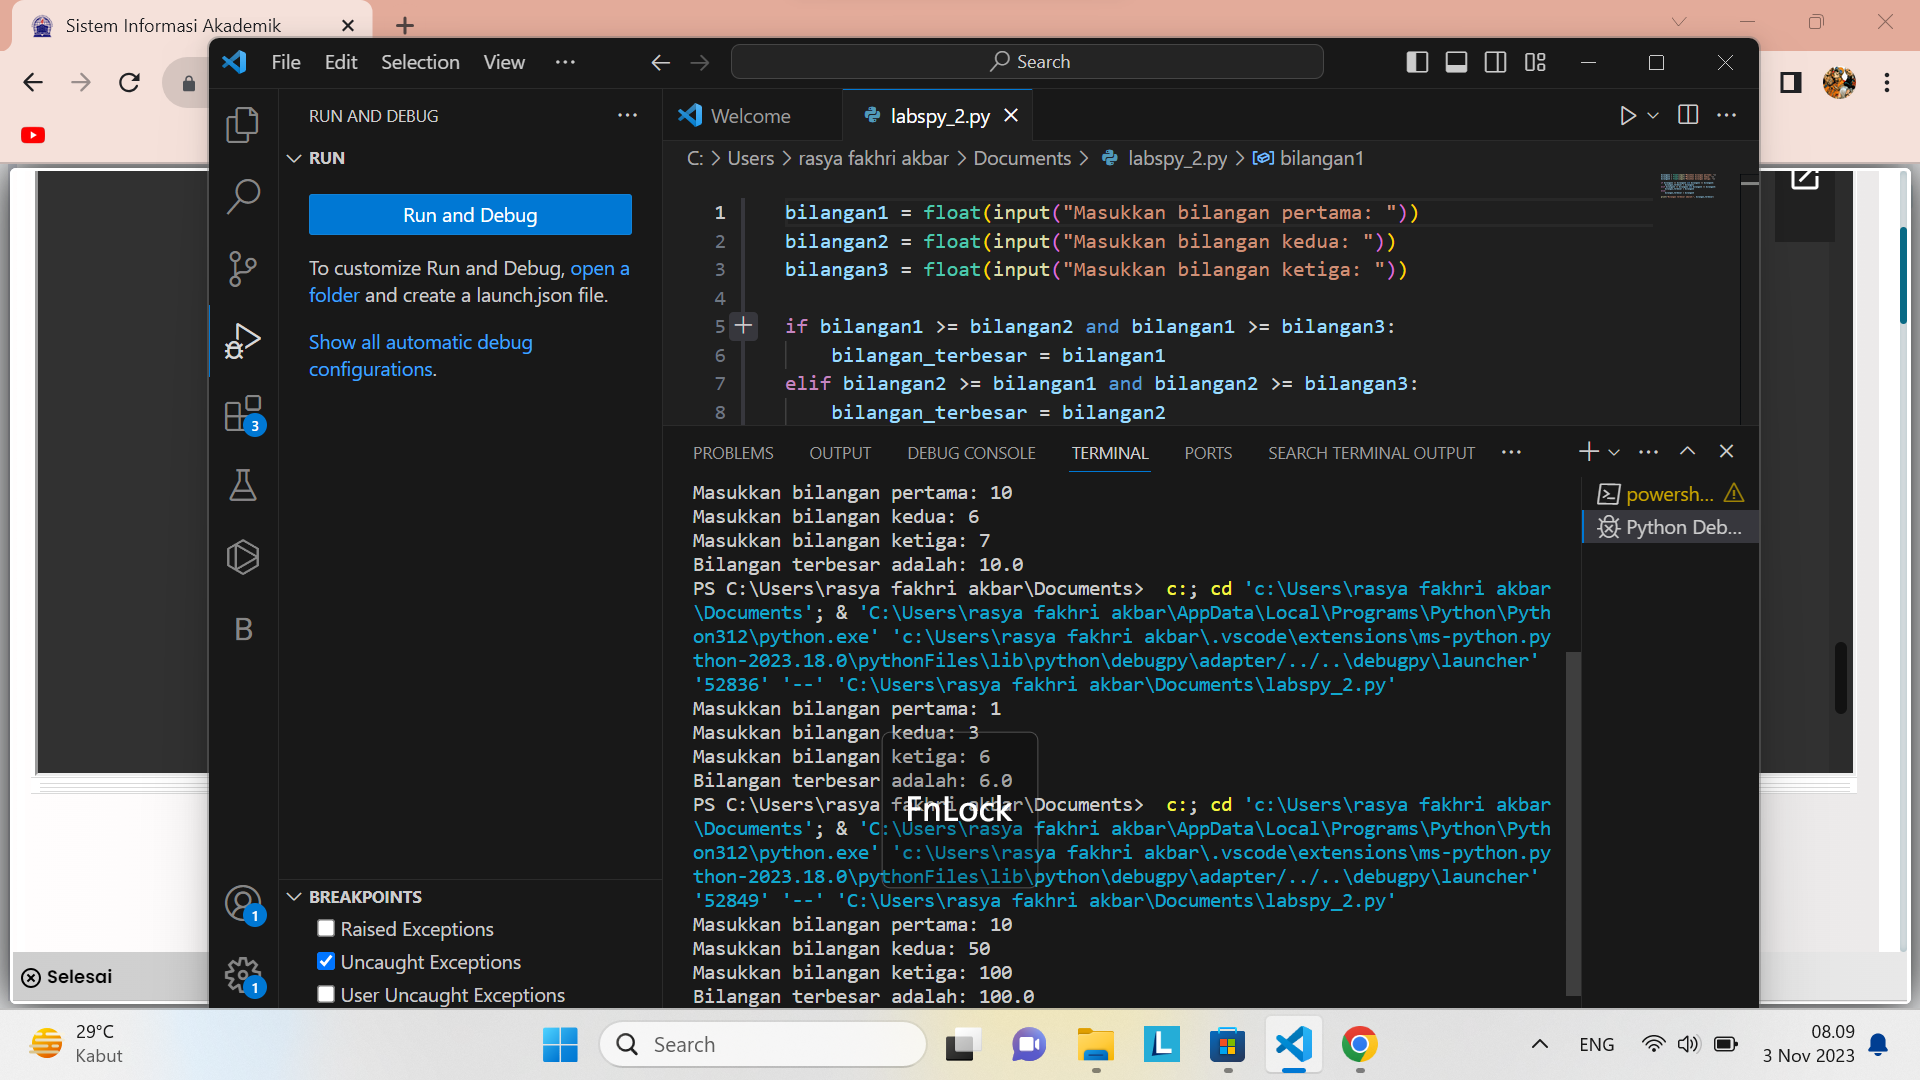 Sistem Informasi Akademik
File Edit Selection View
Search
RUN AND DEBUG
RUN
Run and Debug
To customize Run and Debug, open a
folder and create a launch.json file.
Show all automatic debug
configurations.
3
B
1
1
BREAKPOINTS
Raised Exceptions
Uncaught Exceptions
User Uncaught Exceptions
Welcome
labspy_2.py
C: > Users > rasya fakhri akbar > Documents > labspy_2.py > bilangan1
1 bilangan1 = float(input("Masukkan bilangan pertama: "))
2 bilangan2 = float(input("Masukkan bilangan kedua: "))
3 bilangan3 = float(input("Masukkan bilangan ketiga: "))
4
5 if bilangan1 >= bilangan2 and bilangan1 >= bilangan3:
6 bilangan_terbesar = bilangan1
7 elif bilangan2 >= bilangan1 and bilangan2 >= bilangan3:
8 bilangan_terbesar = bilangan2
PROBLEMS OUTPUT DEBUG CONSOLE TERMINAL PORTS SEARCH TERMINAL OUTPUT
powersh...
Python Deb...
Masukkan bilangan pertama: 10
Masukkan bilangan kedua: 6
Masukkan bilangan ketiga: 7
Bilangan terbesar adalah: 10.0
PS C:\Users\rasya fakhri akbar\Documents>  c:; cd 'c:\Users\rasya fakhri akbar
\Documents'; & 'C:\Users\rasya fakhri akbar\AppData\Local\Programs\Python\Pyth
on312\python.exe' 'c:\Users\rasya fakhri akbar\.vscode\extensions\ms-python.py
thon-2023.18.0\pythonFiles\lib\python\debugpy\adapter/../..\debugpy\launcher'
'52836' '--' 'C:\Users\rasya fakhri akbar\Documents\labspy_2.py'
Masukkan bilangan pertama: 1
Masukkan bilangan kedua: 3
Masukkan bilangan ketiga: 6
Bilangan terbesar adalah: 6.0
PS C:\Users\rasya fakhri akbar\Documents>  c:; cd 'c:\Users\rasya fakhri akbar
FnLock
\Documents'; & 'C:\Users\rasya fakhri akbar\AppData\Local\Programs\Python\Pyth
on312\python.exe' 'c:\Users\rasya fakhri akbar\.vscode\extensions\ms-python.py
thon-2023.18.0\pythonFiles\lib\python\debugpy\adapter/../..\debugpy\launcher'
'52849' '--' 'C:\Users\rasya fakhri akbar\Documents\labspy_2.py'
Masukkan bilangan pertama: 10
Masukkan bilangan kedua: 50
Masukkan bilangan ketiga: 100
Bilangan terbesar adalah: 100.0
Selesai
29°C
Kabut
Search
L
ENG
08.09
3 Nov 2023